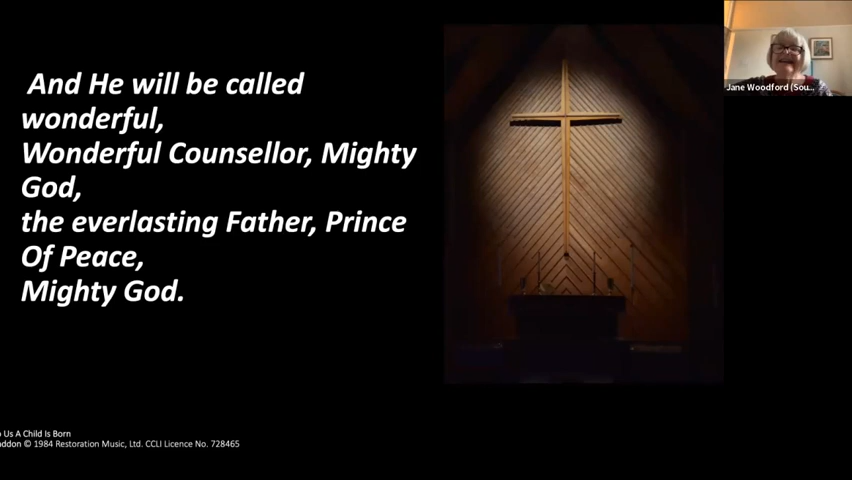 And He will be called
wonderful,
Wonderful Counsellor, Mighty
God,
the everlasting Father, Prince
Of Peace,
Mighty God.
Jane Woodford (Sou...
Us A Child Is Born
© 1984 Restoration Music, Ltd. CCLI Licence No. 728465